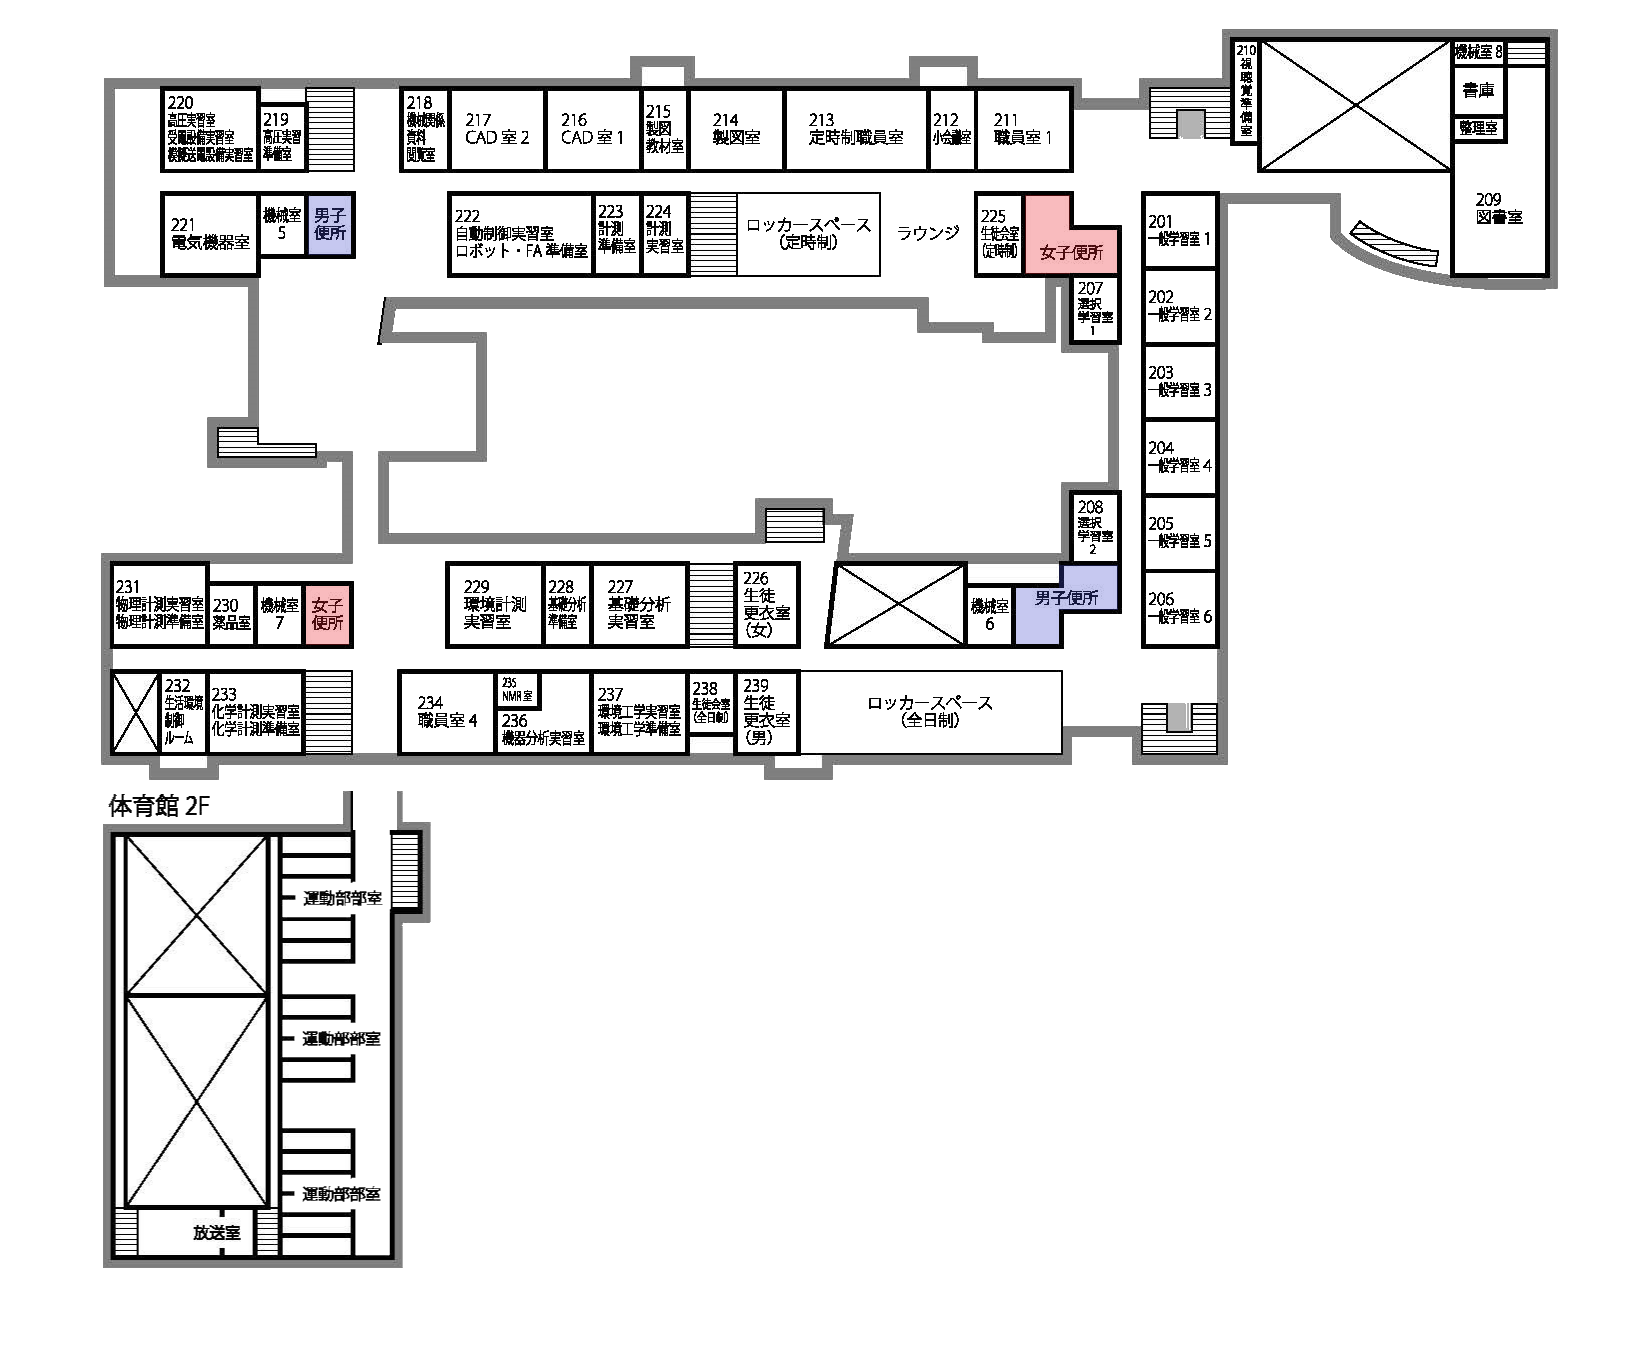 220
高圧実習室
受電設備実習室
模擬送電設備実習室
219
高圧実習
準備室
218
機械関係
資料
閲覧室
217
CAD 室 2
216
CAD 室 1
215
製図
教材室
214
製図室
213
定時制職員室
212
小会議室
211
職員室 1
210
視聴覚準備室
機械室 8
書庫
整理室
209
図書室
221
電気機器室
機械室
5
男子
便所
222
自動制御実習室
ロボット・FA 準備室
223
計測
準備室
224
計測
実習室
ロッカースペース
（定時制）
ラウンジ
225
生徒会室
（定時制）
女子便所
207
選択
学習室
1
201
一般学習室 1
202
一般学習室 2
203
一般学習室 3
204
一般学習室 4
205
一般学習室 5
206
一般学習室 6
208
選択
学習室
2
男子便所
機械室
6
231
物理計測実習室
物理計測準備室
230
薬品室
機械室
7
女子
便所
229
環境計測
実習室
228
基礎分析
準備室
227
基礎分析
実習室
226
生徒
更衣室
（女）
232
生活環境
制御
ルーム
233
化学計測実習室
化学計測準備室
234
職員室 4
235
NMR 室
236
機器分析実習室
237
環境工学実習室
環境工学準備室
238
生徒会室
（全日制）
239
生徒
更衣室
（男）
ロッカースペース
（全日制）
体育館 2F
運動部部室
運動部部室
運動部部室
放送室